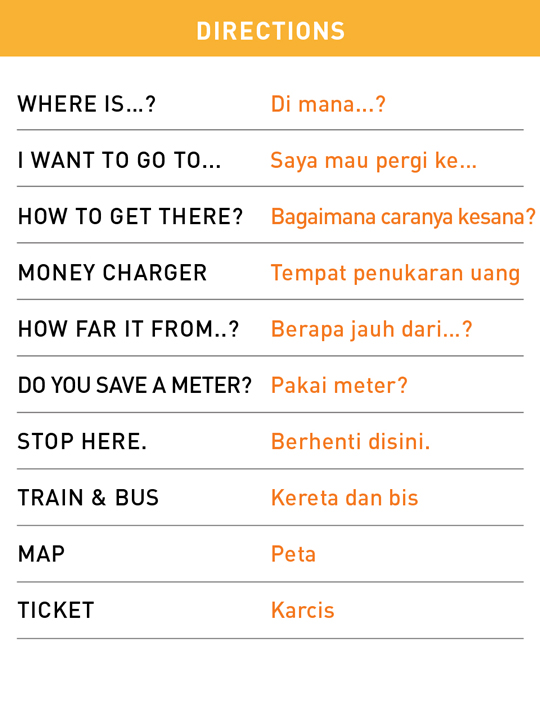 DIRECTIONS
WHERE IS...? Di mana...?
I WANT TO GO TO... Saya mau pergi ke...
HOW TO GET THERE? Bagaimana caranya kesana?
MONEY CHARGER Tempat penukaran uang
HOW FAR IT FROM..? Berapa jauh dari...?
DO YOU SAVE A METER? Pakai meter?
STOP HERE. Berhenti disini.
TRAIN & BUS Kereta dan bis
MAP Peta
TICKET Karcis